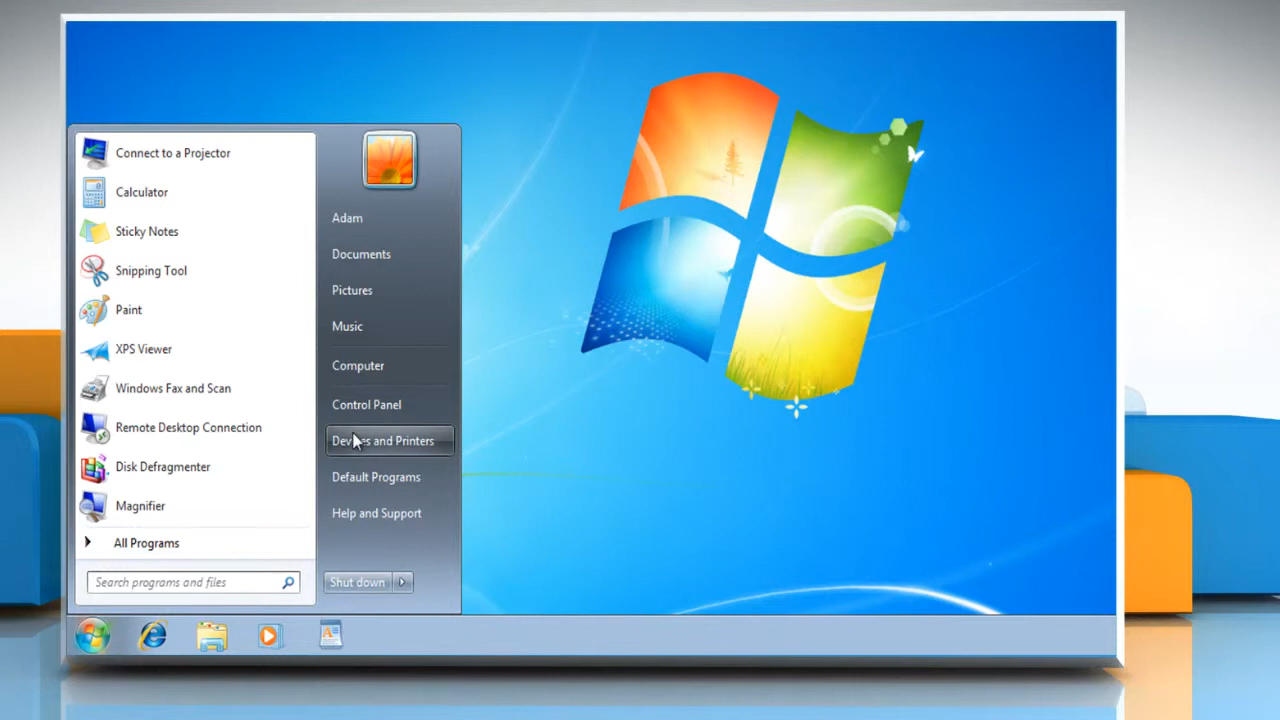 Connect to a Projector
Calculator
Sticky Notes
Snipping Tool
Paint
XPS Viewer
Windows Fax and Scan
Remote Desktop Connection
Disk Defragmenter
Magnifier
All Programs
Search programs and files
Adam
Documents
Pictures
Music
Computer
Control Panel
Devices and Printers
Default Programs
Help and Support
Shut down